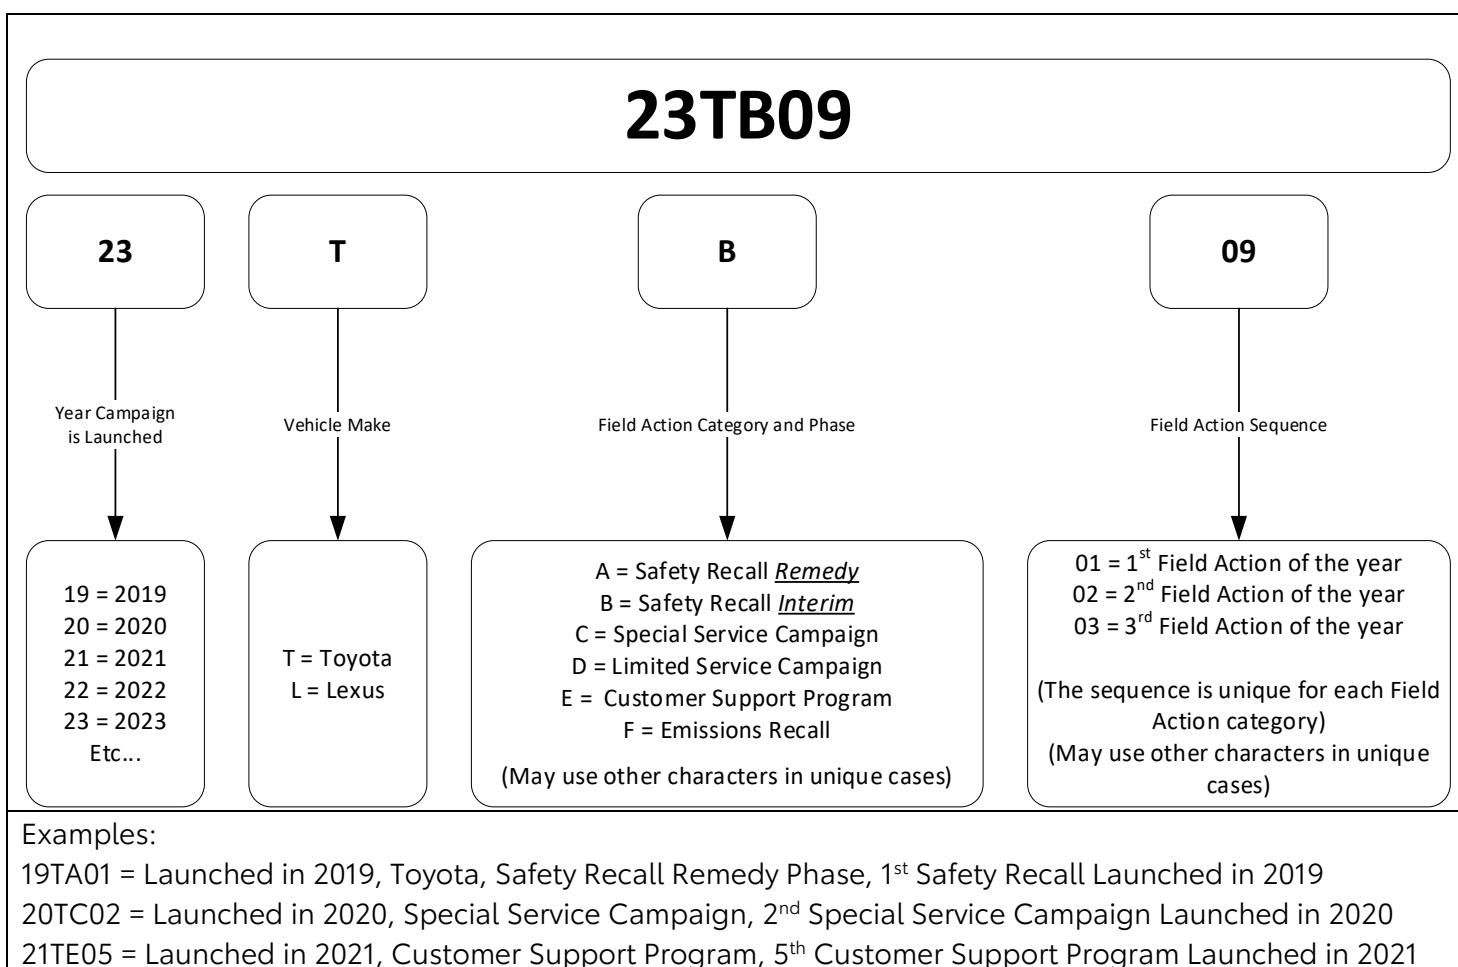 23TB09
23
T
B
09
Year Campaign
is Launched
Vehicle Make
Field Action Category and Phase
Field Action Sequence
19 = 2019
20 = 2020
21 = 2021
22 = 2022
23 = 2023
Etc...
T = Toyota
L = Lexus
A = Safety Recall Remedy
B = Safety Recall Interim
C = Special Service Campaign
D = Limited Service Campaign
E = Customer Support Program
F = Emissions Recall
(May use other characters in unique cases)
01 = 1st Field Action of the year
02 = 2nd Field Action of the year
03 = 3rd Field Action of the year
(The sequence is unique for each Field
Action category)
(May use other characters in unique
cases)
Examples:
19TA01 = Launched in 2019, Toyota, Safety Recall Remedy Phase, 1st Safety Recall Launched in 2019
20TC02 = Launched in 2020, Special Service Campaign, 2nd Special Service Campaign Launched in 2020
21TE05 = Launched in 2021, Customer Support Program, 5th Customer Support Program Launched in 2021